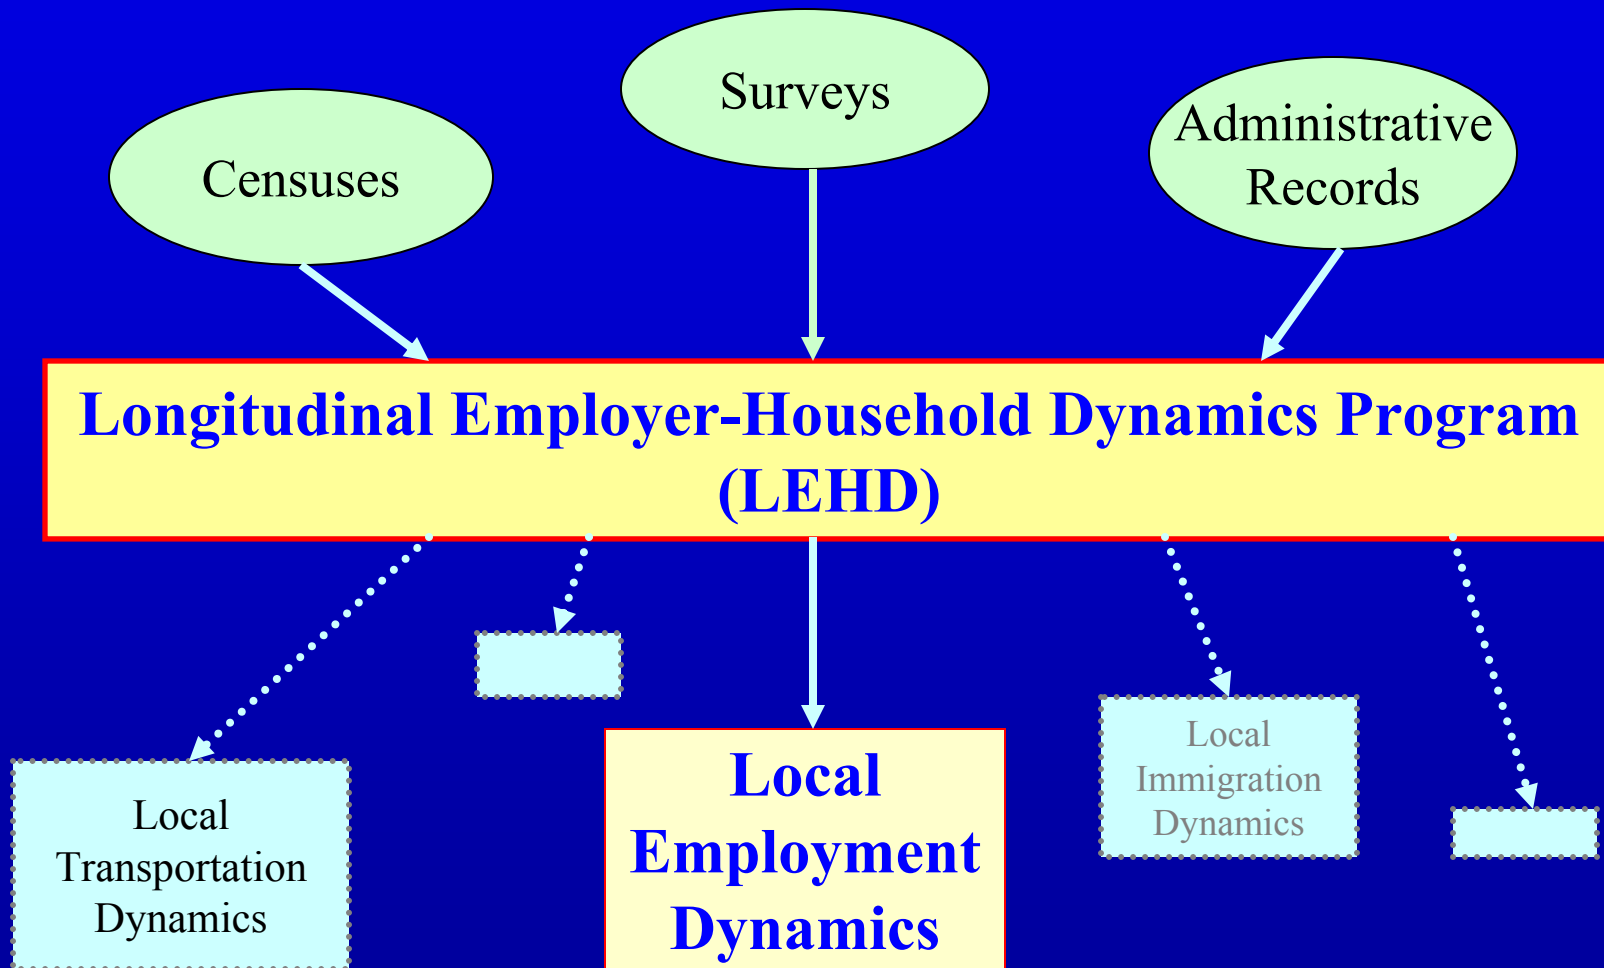 Surveys
Censuses
Administrative
Records
Longitudinal Employer-Household Dynamics Program
(LEHD)
Local
Transportation
Dynamics
Local
Employment
Dynamics
Local
Immigration
Dynamics